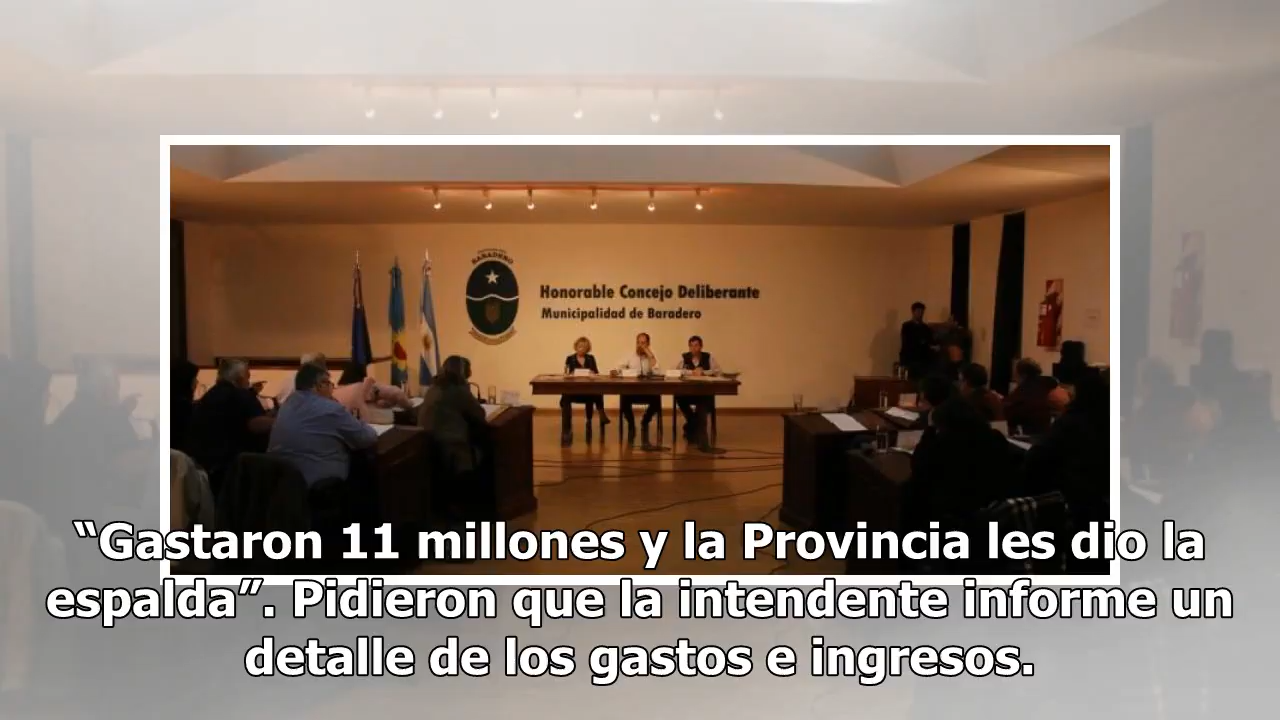 BARADERO
Honorable Concejo Deliberante
Municipalidad de Baradero
“Gastaron 11 millones y la Provincia les dio la
espalda”. Pidieron que la intendente informe un
detalle de los gastos e ingresos.